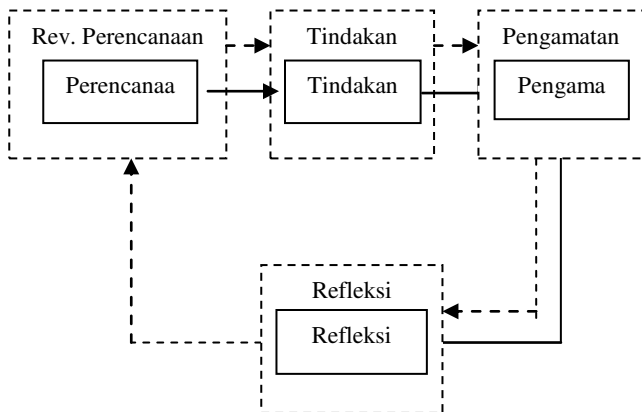 Rev. Perencanaan
Perencanaa
Tindakan
Tindakan
Pengamatan
Pengama
Refleksi
Refleksi